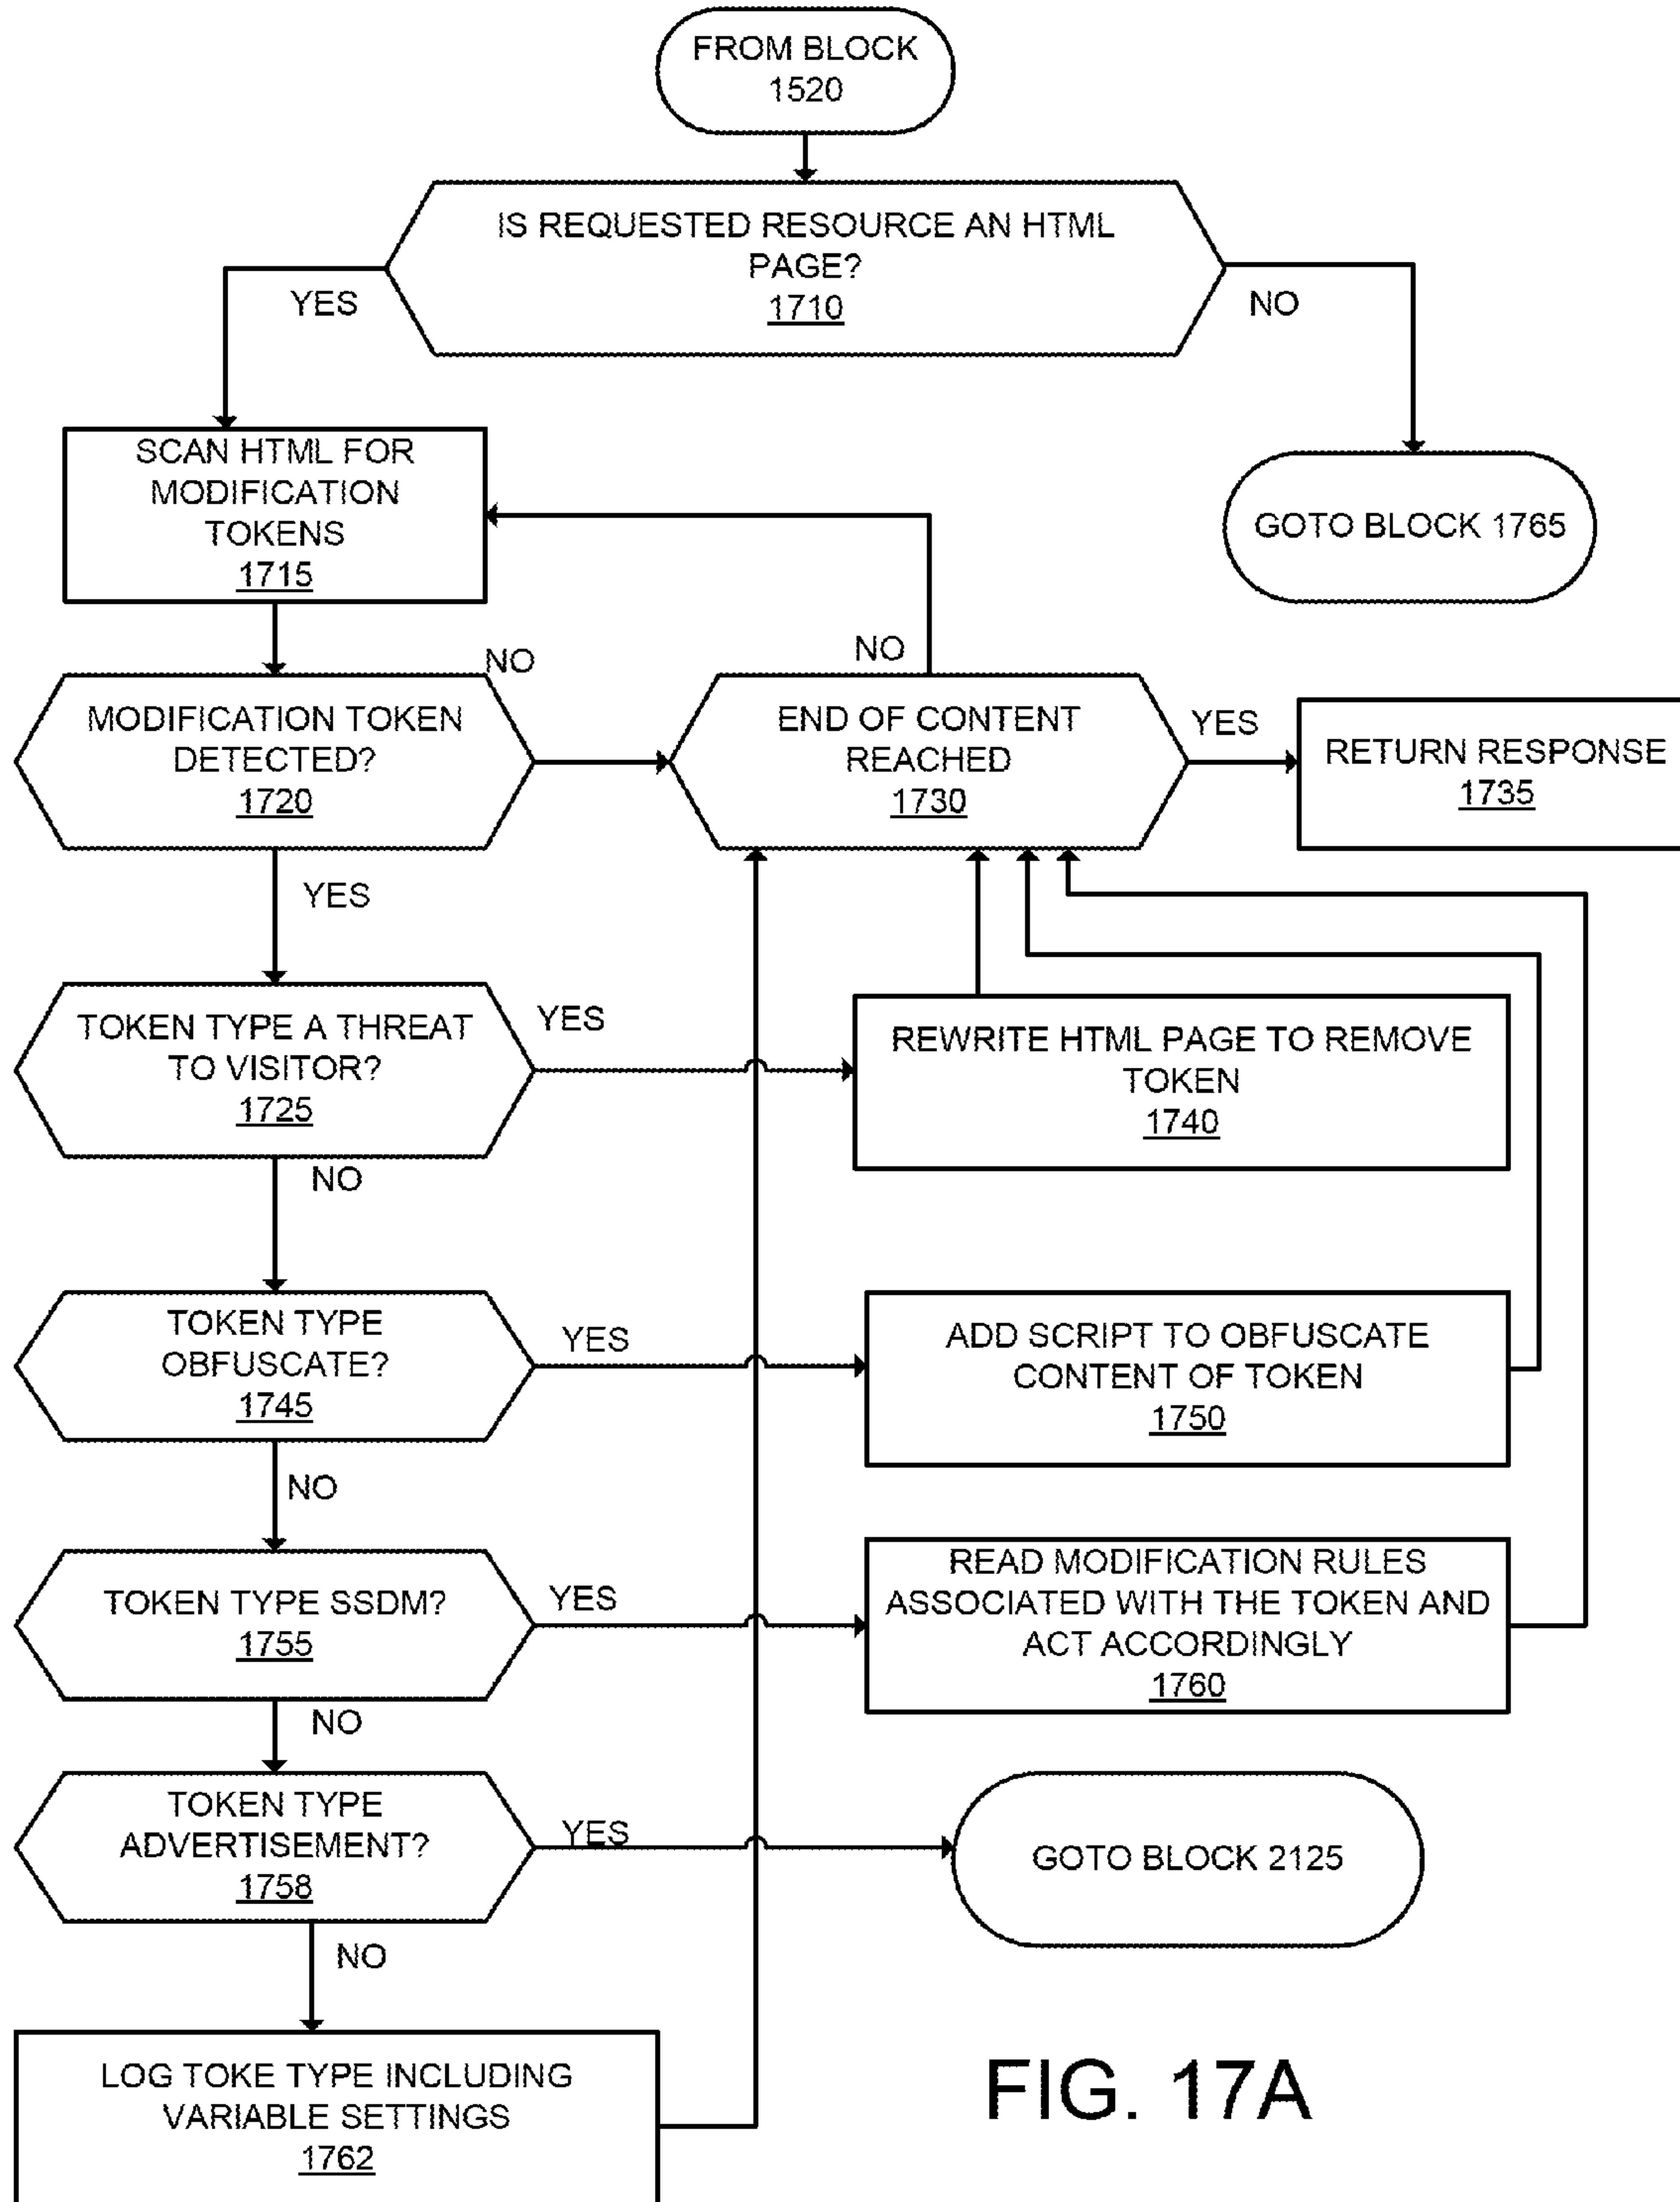 FROM BLOCK
1520
IS REQUESTED RESOURCE AN HTML
PAGE?
1710
YES
NO
SCAN HTML FOR
MODIFICATION
TOKENS
1715
GOTO BLOCK 1765
NO
NO
MODIFICATION TOKEN
DETECTED?
1720
END OF CONTENT
REACHED
1730
YES
RETURN RESPONSE
1735
YES
TOKEN TYPE A THREAT
TO VISITOR?
1725
YES
REWRITE HTML PAGE TO REMOVE
TOKEN
1740
NO
TOKEN TYPE
OBFUSCATE?
1745
YES
ADD SCRIPT TO OBFUSCATE
CONTENT OF TOKEN
1750
NO
TOKEN TYPE SSDM?
1755
YES
READ MODIFICATION RULES
ASSOCIATED WITH THE TOKEN AND
ACT ACCORDINGLY
1760
NO
TOKEN TYPE
ADVERTISEMENT?
1758
YES
GOTO BLOCK 2125
NO
LOG TOKE TYPE INCLUDING
VARIABLE SETTINGS
1762
FIG. 17A